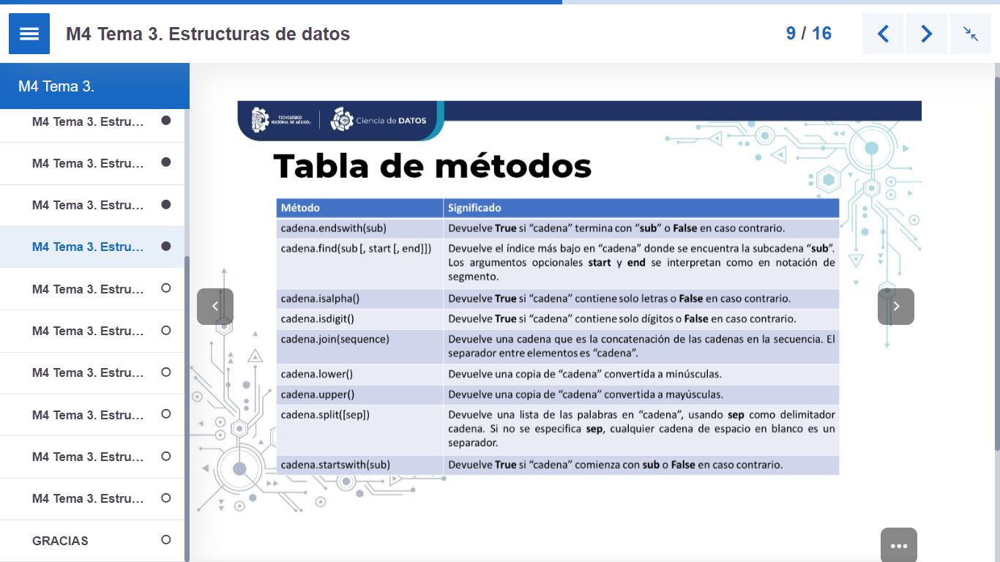 M4 Tema 3. Estructuras de datos
9 / 16
M4 Tema 3.
M4 Tema 3. Estru...
M4 Tema 3. Estru...
M4 Tema 3. Estru...
M4 Tema 3. Estru...
M4 Tema 3. Estru...
M4 Tema 3. Estru...
M4 Tema 3. Estru...
M4 Tema 3. Estru...
M4 Tema 3. Estru...
M4 Tema 3. Estru...
GRACIAS
TECNOLÓGICO
NACIONAL DE MÉXICO
Ciencia de DATOS
Tabla de métodos
Método Significado
cadena.endswith(sub) Devuelve True si “cadena” termina con “sub” o False en caso contrario.
cadena.find(sub [, start [, end]]) Devuelve el índice más bajo en “cadena” donde se encuentra la subcadena “sub”.
Los argumentos opcionales start y end se interpretan como en notación de
segmento.
cadena.isalpha() Devuelve True si “cadena” contiene solo letras o False en caso contrario.
cadena.isdigit() Devuelve True si “cadena” contiene solo dígitos o False en caso contrario.
cadena.join(sequence) Devuelve una cadena que es la concatenación de las cadenas en la secuencia. El
separador entre elementos es “cadena”.
cadena.lower() Devuelve una copia de “cadena” convertida a minúsculas.
cadena.upper() Devuelve una copia de “cadena” convertida a mayúsculas.
cadena.split([sep]) Devuelve una lista de las palabras en “cadena”, usando sep como delimitador
cadena. Si no se especifica sep, cualquier cadena de espacio en blanco es un
separador.
cadena.startswith(sub) Devuelve True si “cadena” comienza con sub o False en caso contrario.